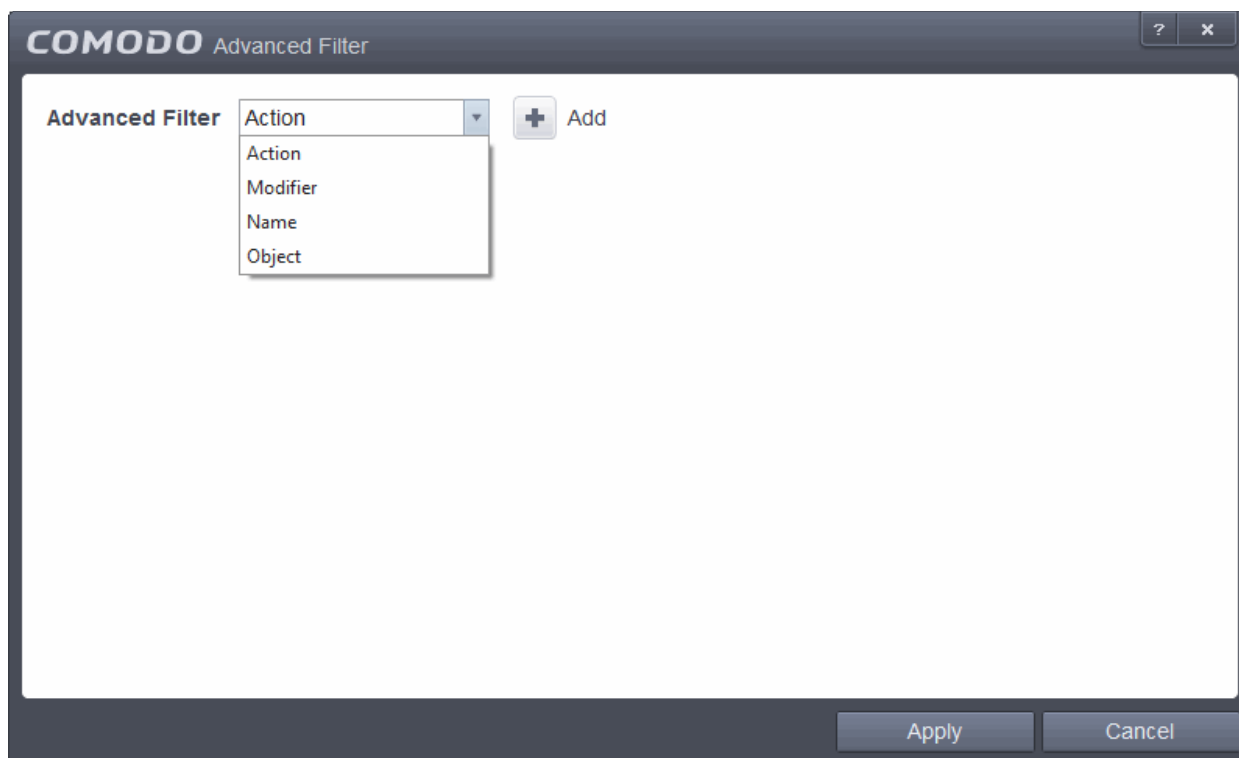 COMODO Advanced Filter ? ×
Advanced Filter Action + Add
Action
Modifier
Name
Object
Apply Cancel